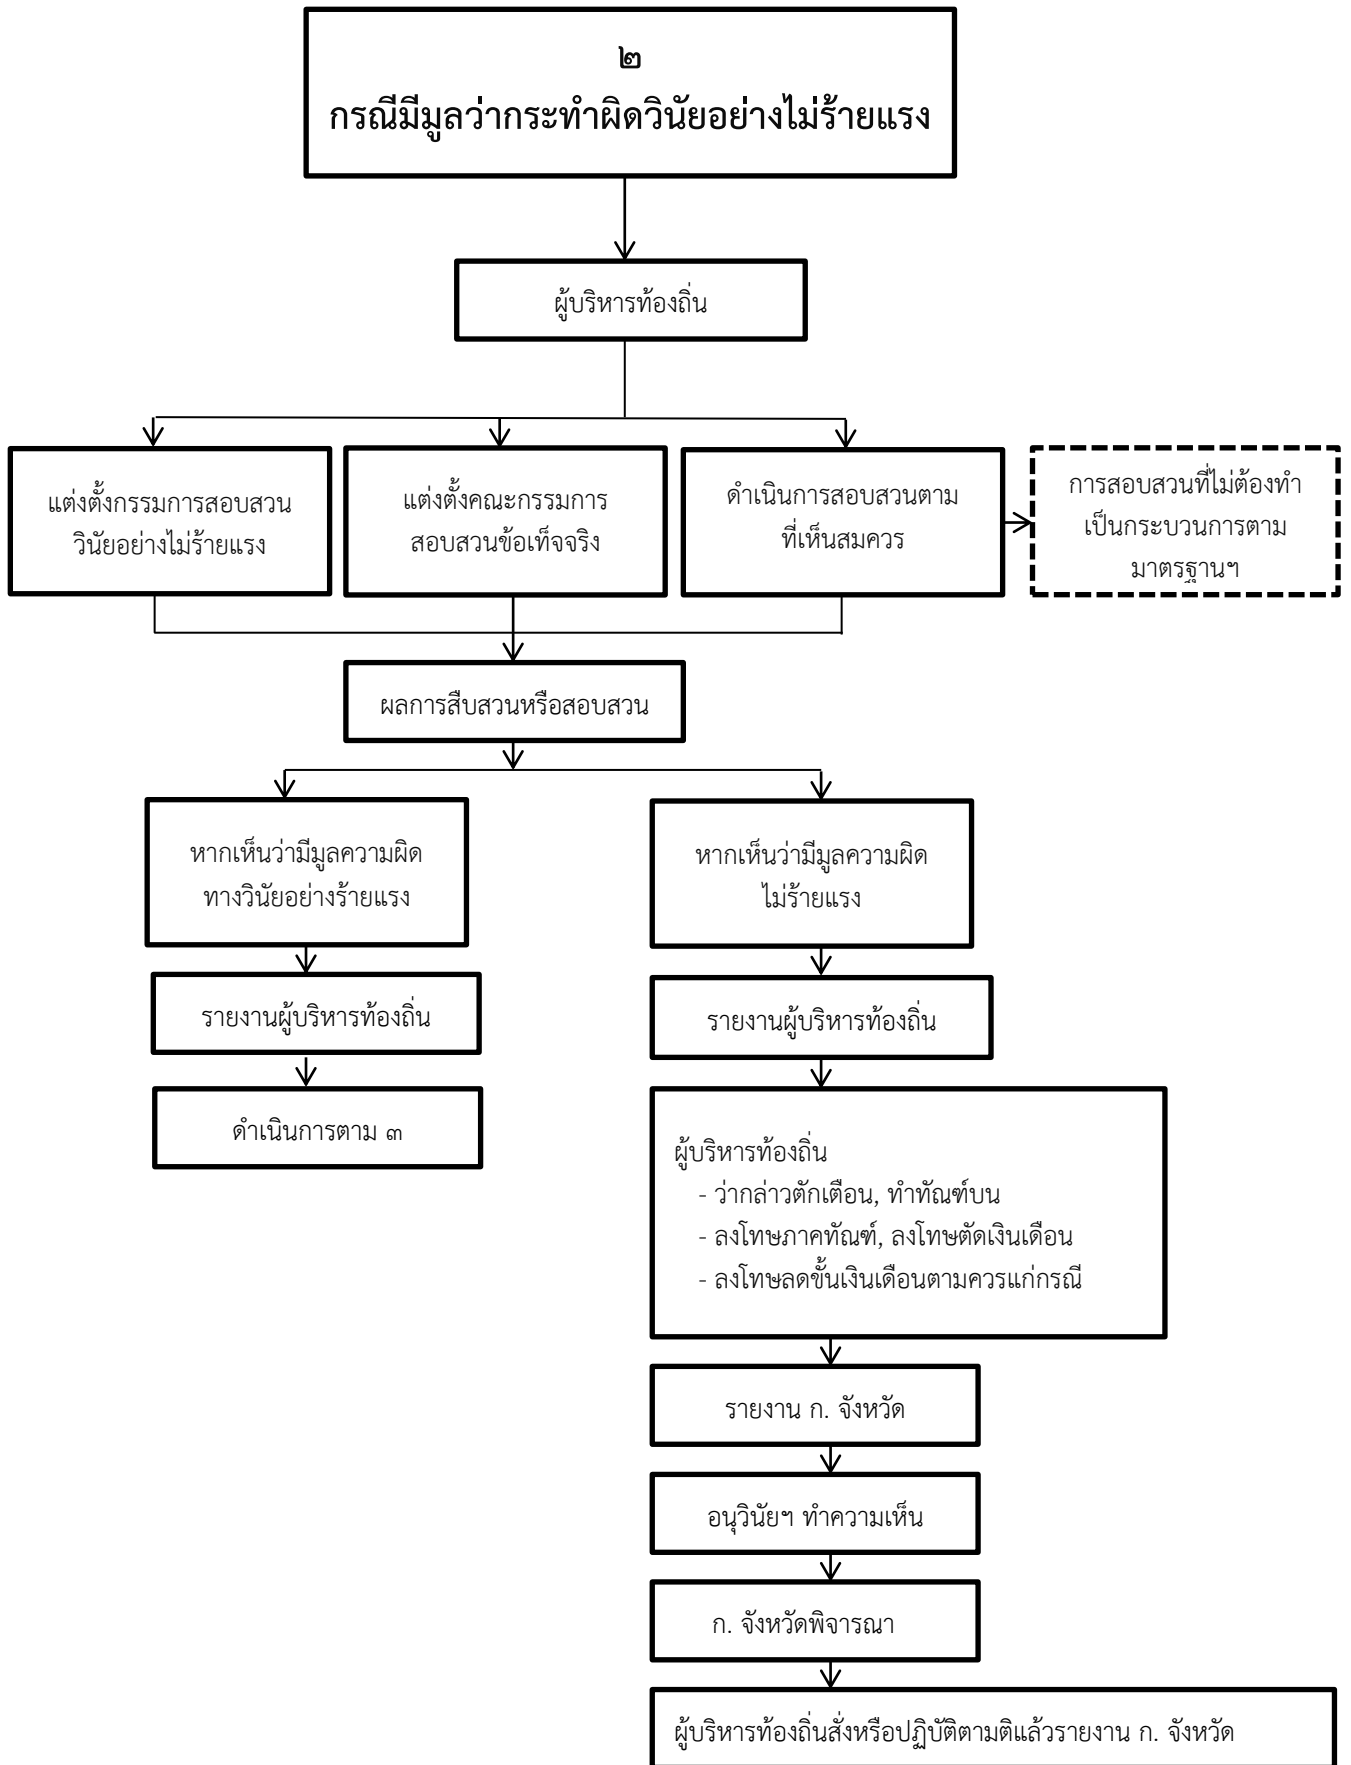 ๒
กรณีมีมูลว่ากระทำผิดวินัยอย่างไม่ร้ายแรง
ผู้บริหารท้องถิ่น
แต่งตั้งกรรมการสอบสวน
วินัยอย่างไม่ร้ายแรง
แต่งตั้งคณะกรรมการ
สอบสวนข้อเท็จจริง
ดำเนินการสอบสวนตาม
ที่เห็นสมควร
การสอบสวนที่ไม่ต้องทำ
เป็นกระบวนการตาม
มาตรฐานฯ
ผลการสืบสวนหรือสอบสวน
หากเห็นว่ามีมูลความผิด
ทางวินัยอย่างร้ายแรง
หากเห็นว่ามีมูลความผิด
ไม่ร้ายแรง
รายงานผู้บริหารท้องถิ่น
รายงานผู้บริหารท้องถิ่น
ดำเนินการตาม ๓
ผู้บริหารท้องถิ่น
- ว่ากล่าวตักเตือน, ทำทัณฑ์บน
- ลงโทษภาคทัณฑ์, ลงโทษตัดเงินเดือน
- ลงโทษลดขั้นเงินเดือนตามควรแก่กรณี
รายงาน ก. จังหวัด
อนุวินัยฯ ทำความเห็น
ก. จังหวัดพิจารณา
ผู้บริหารท้องถิ่นสั่งหรือปฏิบัติตามติแล้วรายงาน ก. จังหวัด